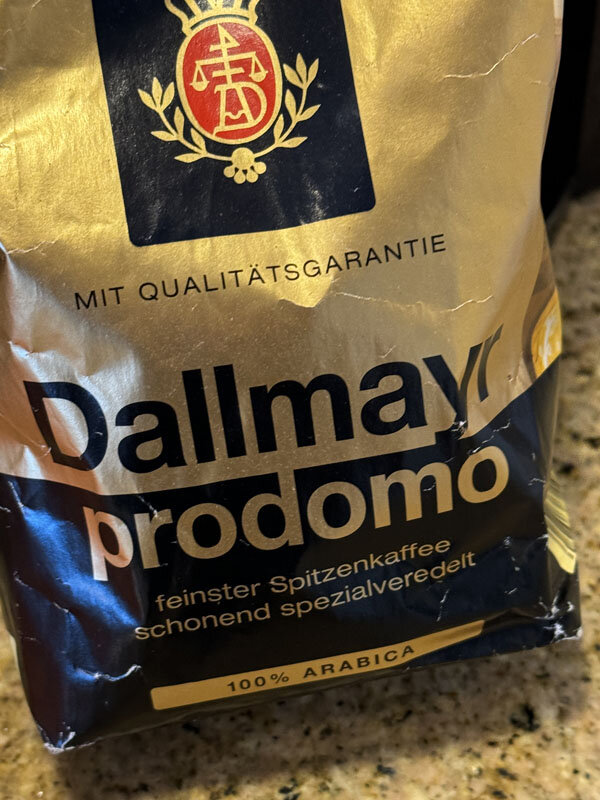 MIT QUALITÄTSGARANTIE
Dallmayr
prodomo
feinster Spitzenkaffee
schonend spezialveredelt
100% ARABICA